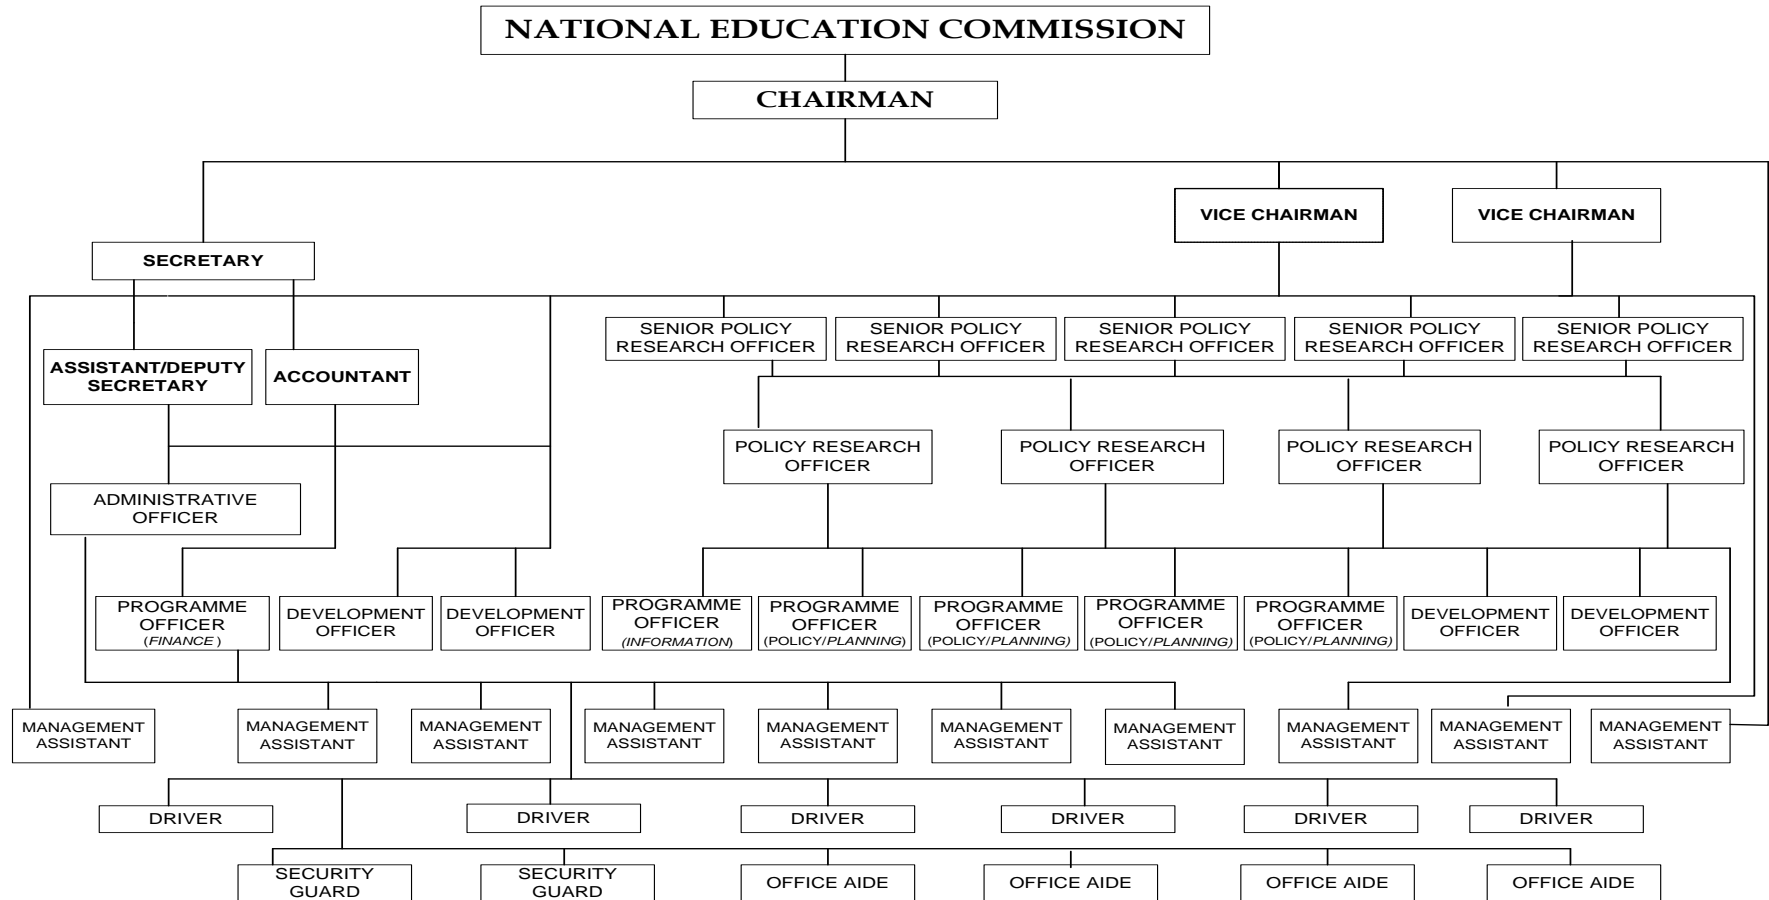 NATIONAL EDUCATION COMMISSION
CHAIRMAN
VICE CHAIRMAN
VICE CHAIRMAN
SECRETARY
SENIOR POLICY
RESEARCH OFFICER
SENIOR POLICY
RESEARCH OFFICER
SENIOR POLICY
RESEARCH OFFICER
SENIOR POLICY
RESEARCH OFFICER
SENIOR POLICY
RESEARCH OFFICER
ASSISTANT/DEPUTY
SECRETARY
ACCOUNTANT
POLICY RESEARCH
OFFICER
POLICY RESEARCH
OFFICER
POLICY RESEARCH
OFFICER
POLICY RESEARCH
OFFICER
ADMINISTRATIVE
OFFICER
PROGRAMME
OFFICER
(FINANCE)
DEVELOPMENT
OFFICER
DEVELOPMENT
OFFICER
PROGRAMME
OFFICER
(INFORMATION)
PROGRAMME
OFFICER
(POLICY/PLANNING)
PROGRAMME
OFFICER
(POLICY/PLANNING)
PROGRAMME
OFFICER
(POLICY/PLANNING)
PROGRAMME
OFFICER
(POLICY/PLANNING)
DEVELOPMENT
OFFICER
DEVELOPMENT
OFFICER
MANAGEMENT
ASSISTANT
MANAGEMENT
ASSISTANT
MANAGEMENT
ASSISTANT
MANAGEMENT
ASSISTANT
MANAGEMENT
ASSISTANT
MANAGEMENT
ASSISTANT
MANAGEMENT
ASSISTANT
MANAGEMENT
ASSISTANT
MANAGEMENT
ASSISTANT
MANAGEMENT
ASSISTANT
DRIVER
DRIVER
DRIVER
DRIVER
DRIVER
DRIVER
SECURITY
GUARD
SECURITY
GUARD
OFFICE AIDE
OFFICE AIDE
OFFICE AIDE
OFFICE AIDE